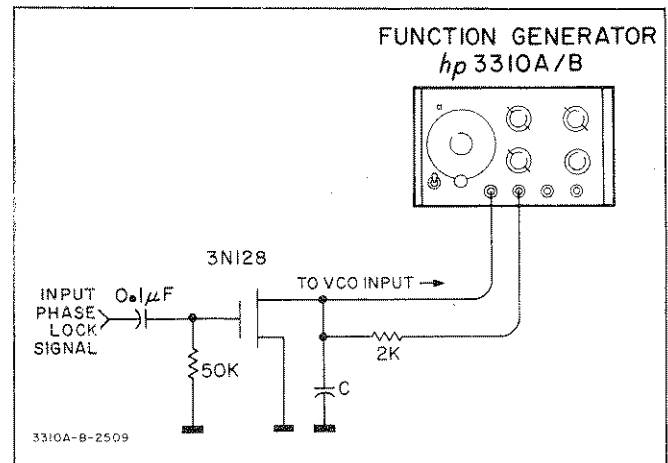 FUNCTION GENERATOR
hp 3310A/B
3N128
TO VCO INPUT →
INPUT
PHASE
LOCK
SIGNAL
0.1µF
50K
2K
C
3310A-B-2509